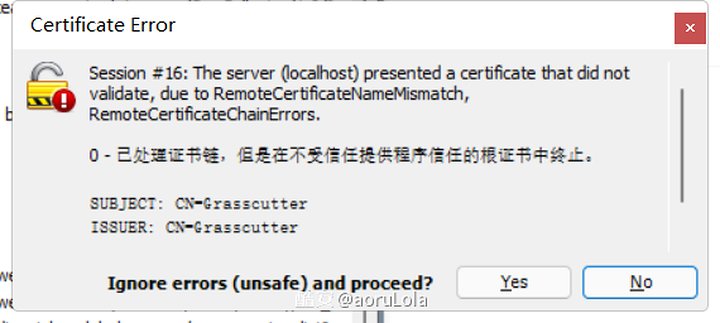 Certificate Error
Session #16: The server (localhost) presented a certificate that did not
validate, due to RemoteCertificateNameMismatch,
RemoteCertificateChainErrors.
0 - 已处理证书链，但是在不受信任提供程序信任的根证书中终止。
SUBJECT: CN=Grasscutter
ISSUER: CN=Grasscutter
Ignore errors (unsafe) and proceed?
Yes
No
酷安 @aoruLola